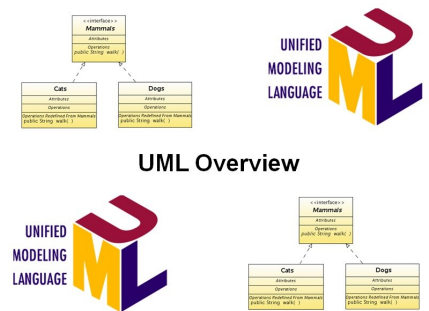 <<interface>>
Mammals
Attributes
Operations
public String walk( )
Cats
Attributes
Operations
Operations Redefined From Mammals
public String walk( )
Dogs
Attributes
Operations
Operations Redefined From Mammals
public String walk( )
UNIFIED
MODELING
LANGUAGE
UML
UML Overview
UNIFIED
MODELING
LANGUAGE
UML
<<interface>>
Mammals
Attributes
Operations
public String walk( )
Cats
Attributes
Operations
Operations Redefined From Mammals
public String walk( )
Dogs
Attributes
Operations
Operations Redefined From Mammals
public String walk( )